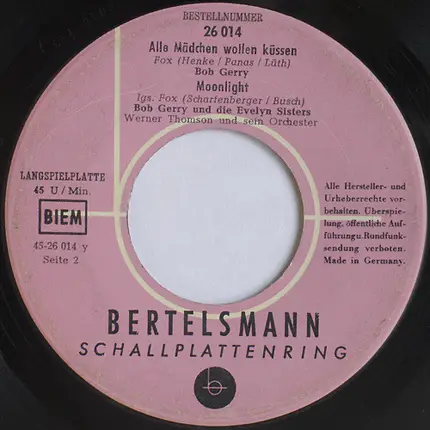 BESTELLNUMMER
26 014
Alle Mädchen wollen küssen
Fox (Henke / Panas / Lüth)
Bob Gerry
Moonlight
lgs. Fox (Scharfenberger / Busch)
Bob Gerry und die Evelyn Sisters
Werner Thomson und sein Orchester
LANGSPIELPLATTE
45 U / Min.
BIEM
45-26 014 y
Seite 2
Alle Hersteller- und
Urheberrechte vor-
behalten. Überspie-
lung, öffentliche Auf-
führung u. Rundfunk-
sendung verboten.
Made in Germany.
BERTELSMANN
SCHALLPLATTENRING
b